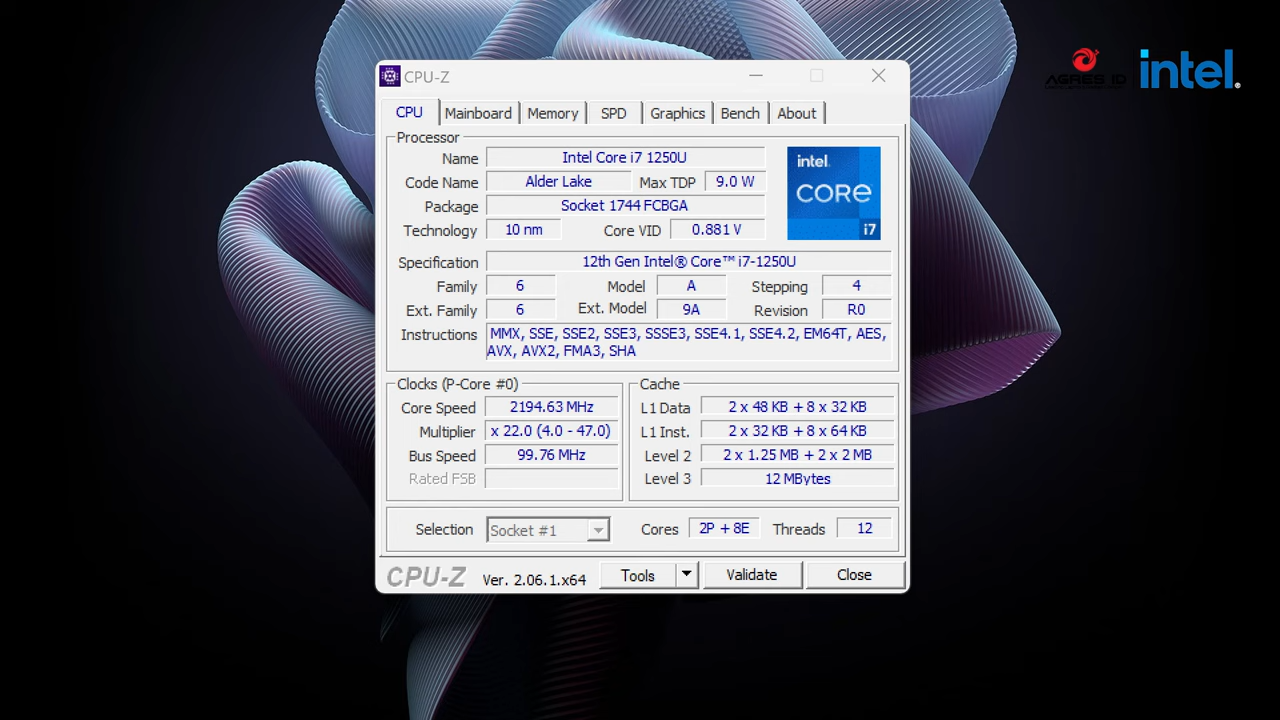 AGRES ID
intel.
CPU-Z
CPU Mainboard Memory SPD Graphics Bench About
Processor
Name Intel Core i7 1250U
Code Name Alder Lake Max TDP 9.0 W
Package Socket 1744 FCBGA
Technology 10 nm Core VID 0.881 V
intel.
CORE
i7
Specification 12th Gen Intel® Core™ i7-1250U
Family 6 Model A Stepping 4
Ext. Family 6 Ext. Model 9A Revision R0
Instructions MMX, SSE, SSE2, SSE3, SSSE3, SSE4.1, SSE4.2, EM64T, AES,
AVX, AVX2, FMA3, SHA
Clocks (P-Core #0)
Core Speed 2194.63 MHz
Multiplier x 22.0 (4.0 - 47.0)
Bus Speed 99.76 MHz
Rated FSB
Cache
L1 Data 2 x 48 KB + 8 x 32 KB
L1 Inst. 2 x 32 KB + 8 x 64 KB
Level 2 2 x 1.25 MB + 2 x 2 MB
Level 3 12 MBytes
Selection Socket #1 Cores 2P + 8E Threads 12
CPU-Z Ver. 2.06.1.x64 Tools Validate Close